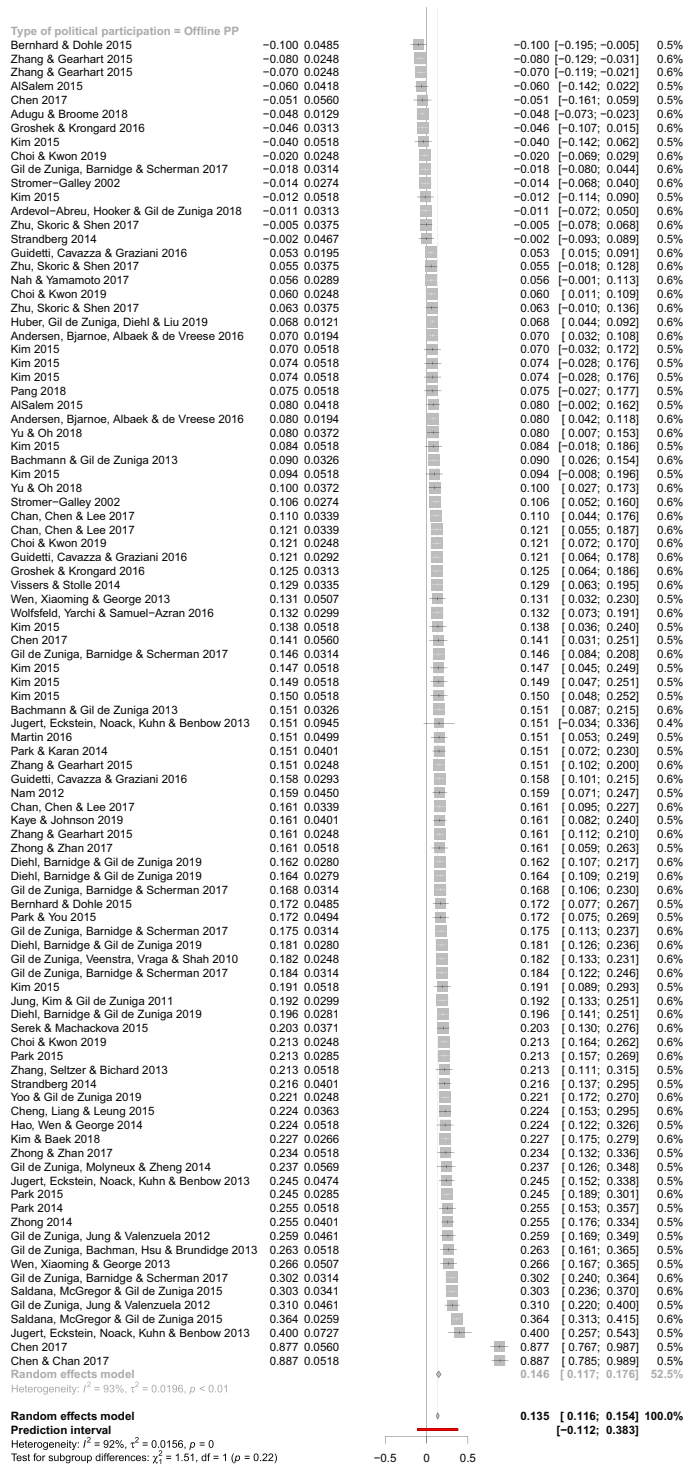 Type of political participation = Offline PP
Bernhard & Dohle 2015 −0.100 0.0485 −0.100 [−0.195; −0.005] 0.5%
Zhang & Gearhart 2015 −0.080 0.0248 −0.080 [−0.129; −0.031] 0.6%
Zhang & Gearhart 2015 −0.070 0.0248 −0.070 [−0.119; −0.021] 0.6%
AlSalem 2015 −0.060 0.0418 −0.060 [−0.142; 0.022] 0.5%
Chen 2017 −0.051 0.0560 −0.051 [−0.161; 0.059] 0.5%
Adugu & Broome 2018 −0.048 0.0129 −0.048 [−0.073; −0.023] 0.6%
Groshek & Krongard 2016 −0.046 0.0313 −0.046 [−0.107; 0.015] 0.6%
Kim 2015 −0.040 0.0518 −0.040 [−0.142; 0.062] 0.5%
Choi & Kwon 2019 −0.020 0.0248 −0.020 [−0.069; 0.029] 0.6%
Gil de Zuniga, Barnidge & Scherman 2017 −0.018 0.0314 −0.018 [−0.080; 0.044] 0.6%
Stromer−Galley 2002 −0.014 0.0274 −0.014 [−0.068; 0.040] 0.6%
Kim 2015 −0.012 0.0518 −0.012 [−0.114; 0.090] 0.5%
Ardevol−Abreu, Hooker & Gil de Zuniga 2018 −0.011 0.0313 −0.011 [−0.072; 0.050] 0.6%
Zhu, Skoric & Shen 2017 −0.005 0.0375 −0.005 [−0.078; 0.068] 0.6%
Strandberg 2014 −0.002 0.0467 −0.002 [−0.093; 0.089] 0.5%
Guidetti, Cavazza & Graziani 2016 0.053 0.0195 0.053 [ 0.015; 0.091] 0.6%
Zhu, Skoric & Shen 2017 0.055 0.0375 0.055 [−0.018; 0.128] 0.6%
Nah & Yamamoto 2017 0.056 0.0289 0.056 [−0.001; 0.113] 0.6%
Choi & Kwon 2019 0.060 0.0248 0.060 [ 0.011; 0.109] 0.6%
Zhu, Skoric & Shen 2017 0.063 0.0375 0.063 [−0.010; 0.136] 0.6%
Huber, Gil de Zuniga, Diehl & Liu 2019 0.068 0.0121 0.068 [ 0.044; 0.092] 0.6%
Andersen, Bjarnoe, Albaek & de Vreese 2016 0.070 0.0194 0.070 [ 0.032; 0.108] 0.6%
Kim 2015 0.070 0.0518 0.070 [−0.032; 0.172] 0.5%
Kim 2015 0.074 0.0518 0.074 [−0.028; 0.176] 0.5%
Kim 2015 0.074 0.0518 0.074 [−0.028; 0.176] 0.5%
Pang 2018 0.075 0.0518 0.075 [−0.027; 0.177] 0.5%
AlSalem 2015 0.080 0.0418 0.080 [−0.002; 0.162] 0.5%
Andersen, Bjarnoe, Albaek & de Vreese 2016 0.080 0.0194 0.080 [ 0.042; 0.118] 0.6%
Yu & Oh 2018 0.080 0.0372 0.080 [ 0.007; 0.153] 0.6%
Kim 2015 0.084 0.0518 0.084 [−0.018; 0.186] 0.5%
Bachmann & Gil de Zuniga 2013 0.090 0.0326 0.090 [ 0.026; 0.154] 0.6%
Kim 2015 0.094 0.0518 0.094 [−0.008; 0.196] 0.5%
Yu & Oh 2018 0.100 0.0372 0.100 [ 0.027; 0.173] 0.6%
Stromer−Galley 2002 0.106 0.0274 0.106 [ 0.052; 0.160] 0.6%
Chan, Chen & Lee 2017 0.110 0.0339 0.110 [ 0.044; 0.176] 0.6%
Chan, Chen & Lee 2017 0.121 0.0339 0.121 [ 0.055; 0.187] 0.6%
Choi & Kwon 2019 0.121 0.0248 0.121 [ 0.072; 0.170] 0.6%
Guidetti, Cavazza & Graziani 2016 0.121 0.0292 0.121 [ 0.064; 0.178] 0.6%
Groshek & Krongard 2016 0.125 0.0313 0.125 [ 0.064; 0.186] 0.6%
Vissers & Stolle 2014 0.129 0.0335 0.129 [ 0.063; 0.195] 0.6%
Wen, Xiaoming & George 2013 0.131 0.0507 0.131 [ 0.032; 0.230] 0.5%
Wolfsfeld, Yarchi & Samuel−Azran 2016 0.132 0.0299 0.132 [ 0.073; 0.191] 0.6%
Kim 2015 0.138 0.0518 0.138 [ 0.036; 0.240] 0.5%
Chen 2017 0.141 0.0560 0.141 [ 0.031; 0.251] 0.5%
Gil de Zuniga, Barnidge & Scherman 2017 0.146 0.0314 0.146 [ 0.084; 0.208] 0.6%
Kim 2015 0.147 0.0518 0.147 [ 0.045; 0.249] 0.5%
Kim 2015 0.149 0.0518 0.149 [ 0.047; 0.251] 0.5%
Kim 2015 0.150 0.0518 0.150 [ 0.048; 0.252] 0.5%
Bachmann & Gil de Zuniga 2013 0.151 0.0326 0.151 [ 0.087; 0.215] 0.6%
Jugert, Eckstein, Noack, Kuhn & Benbow 2013 0.151 0.0945 0.151 [−0.034; 0.336] 0.4%
Martin 2016 0.151 0.0499 0.151 [ 0.053; 0.249] 0.5%
Park & Karan 2014 0.151 0.0401 0.151 [ 0.072; 0.230] 0.5%
Zhang & Gearhart 2015 0.151 0.0248 0.151 [ 0.102; 0.200] 0.6%
Guidetti, Cavazza & Graziani 2016 0.158 0.0293 0.158 [ 0.101; 0.215] 0.6%
Nam 2012 0.159 0.0450 0.159 [ 0.071; 0.247] 0.5%
Chan, Chen & Lee 2017 0.161 0.0339 0.161 [ 0.095; 0.227] 0.6%
Kaye & Johnson 2019 0.161 0.0401 0.161 [ 0.082; 0.240] 0.5%
Zhang & Gearhart 2015 0.161 0.0248 0.161 [ 0.112; 0.210] 0.6%
Zhong & Zhan 2017 0.161 0.0518 0.161 [ 0.059; 0.263] 0.5%
Diehl, Barnidge & Gil de Zuniga 2019 0.162 0.0280 0.162 [ 0.107; 0.217] 0.6%
Diehl, Barnidge & Gil de Zuniga 2019 0.164 0.0279 0.164 [ 0.109; 0.219] 0.6%
Gil de Zuniga, Barnidge & Scherman 2017 0.168 0.0314 0.168 [ 0.106; 0.230] 0.6%
Bernhard & Dohle 2015 0.172 0.0485 0.172 [ 0.077; 0.267] 0.5%
Park & You 2015 0.172 0.0494 0.172 [ 0.075; 0.269] 0.5%
Gil de Zuniga, Barnidge & Scherman 2017 0.175 0.0314 0.175 [ 0.113; 0.237] 0.6%
Diehl, Barnidge & Gil de Zuniga 2019 0.181 0.0280 0.181 [ 0.126; 0.236] 0.6%
Gil de Zuniga, Veenstra, Vraga & Shah 2010 0.182 0.0248 0.182 [ 0.133; 0.231] 0.6%
Gil de Zuniga, Barnidge & Scherman 2017 0.184 0.0314 0.184 [ 0.122; 0.246] 0.6%
Kim 2015 0.191 0.0518 0.191 [ 0.089; 0.293] 0.5%
Jung, Kim & Gil de Zuniga 2011 0.192 0.0299 0.192 [ 0.133; 0.251] 0.6%
Diehl, Barnidge & Gil de Zuniga 2019 0.196 0.0281 0.196 [ 0.141; 0.251] 0.6%
Serek & Machackova 2015 0.203 0.0371 0.203 [ 0.130; 0.276] 0.6%
Choi & Kwon 2019 0.213 0.0248 0.213 [ 0.164; 0.262] 0.6%
Park 2015 0.213 0.0285 0.213 [ 0.157; 0.269] 0.6%
Zhang, Seltzer & Bichard 2013 0.213 0.0518 0.213 [ 0.111; 0.315] 0.5%
Strandberg 2014 0.216 0.0401 0.216 [ 0.137; 0.295] 0.5%
Yoo & Gil de Zuniga 2019 0.221 0.0248 0.221 [ 0.172; 0.270] 0.6%
Cheng, Liang & Leung 2015 0.224 0.0363 0.224 [ 0.153; 0.295] 0.6%
Hao, Wen & George 2014 0.224 0.0518 0.224 [ 0.122; 0.326] 0.5%
Kim & Baek 2018 0.227 0.0266 0.227 [ 0.175; 0.279] 0.6%
Zhong & Zhan 2017 0.234 0.0518 0.234 [ 0.132; 0.336] 0.5%
Gil de Zuniga, Molyneux & Zheng 2014 0.237 0.0569 0.237 [ 0.126; 0.348] 0.5%
Jugert, Eckstein, Noack, Kuhn & Benbow 2013 0.245 0.0474 0.245 [ 0.152; 0.338] 0.5%
Park 2015 0.245 0.0285 0.245 [ 0.189; 0.301] 0.6%
Park 2014 0.255 0.0518 0.255 [ 0.153; 0.357] 0.5%
Zhong 2014 0.255 0.0401 0.255 [ 0.176; 0.334] 0.5%
Gil de Zuniga, Jung & Valenzuela 2012 0.259 0.0461 0.259 [ 0.169; 0.349] 0.5%
Gil de Zuniga, Bachman, Hsu & Brundidge 2013 0.263 0.0518 0.263 [ 0.161; 0.365] 0.5%
Wen, Xiaoming & George 2013 0.266 0.0507 0.266 [ 0.167; 0.365] 0.5%
Gil de Zuniga, Barnidge & Scherman 2017 0.302 0.0314 0.302 [ 0.240; 0.364] 0.6%
Saldana, McGregor & Gil de Zuniga 2015 0.303 0.0341 0.303 [ 0.236; 0.370] 0.6%
Gil de Zuniga, Jung & Valenzuela 2012 0.310 0.0461 0.310 [ 0.220; 0.400] 0.5%
Saldana, McGregor & Gil de Zuniga 2015 0.364 0.0259 0.364 [ 0.313; 0.415] 0.6%
Jugert, Eckstein, Noack, Kuhn & Benbow 2013 0.400 0.0727 0.400 [ 0.257; 0.543] 0.5%
Chen 2017 0.877 0.0560 0.877 [ 0.767; 0.987] 0.5%
Chen & Chan 2017 0.887 0.0518 0.887 [ 0.785; 0.989] 0.5%
Random effects model 0.146 [ 0.117; 0.176] 52.5%
Heterogeneity: I² = 93%, τ² = 0.0196, p < 0.01
Random effects model 0.135 [ 0.116; 0.154] 100.0%
Prediction interval [−0.112; 0.383]
Heterogeneity: I² = 92%, τ² = 0.0156, p = 0
Test for subgroup differences: χ₁² = 1.51, df = 1 (p = 0.22)
−0.5 0 0.5